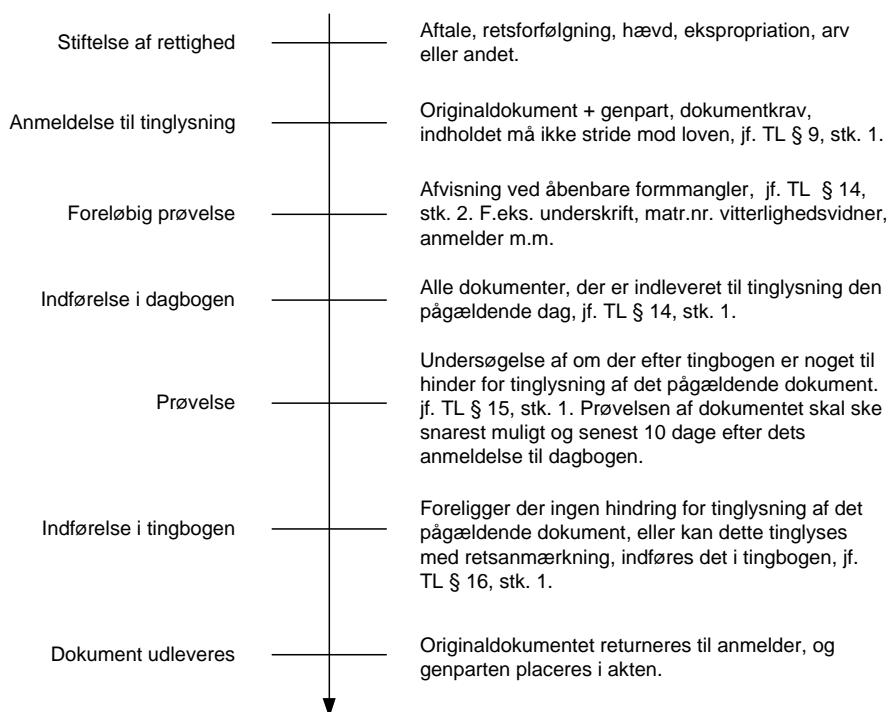 Stiftelse af rettighed
Aftale, retsforfølgning, hævd, ekspropriation, arv
eller andet.
Anmeldelse til tinglysning
Originaldokument + genpart, dokumentkrav,
indholdet må ikke stride mod loven, jf. TL § 9, stk. 1.
Foreløbig prøvelse
Afvisning ved åbenbare formmangler, jf. TL § 14,
stk. 2. F.eks. underskrift, matr.nr. vitterlighedsvidner,
anmelder m.m.
Indførelse i dagbogen
Alle dokumenter, der er indleveret til tinglysning den
pågældende dag, jf. TL § 14, stk. 1.
Prøvelse
Undersøgelse af om der efter tingbogen er noget til
hinder for tinglysning af det pågældende dokument.
jf. TL § 15, stk. 1. Prøvelsen af dokumentet skal ske
snarest muligt og senest 10 dage efter dets
anmeldelse til dagbogen.
Indførelse i tingbogen
Foreligger der ingen hindring for tinglysning af det
pågældende dokument, eller kan dette tinglyses
med retsanmærkning, indføres det i tingbogen, jf.
TL § 16, stk. 1.
Dokument udleveres
Originaldokumentet returneres til anmelder, og
genparten placeres i akten.